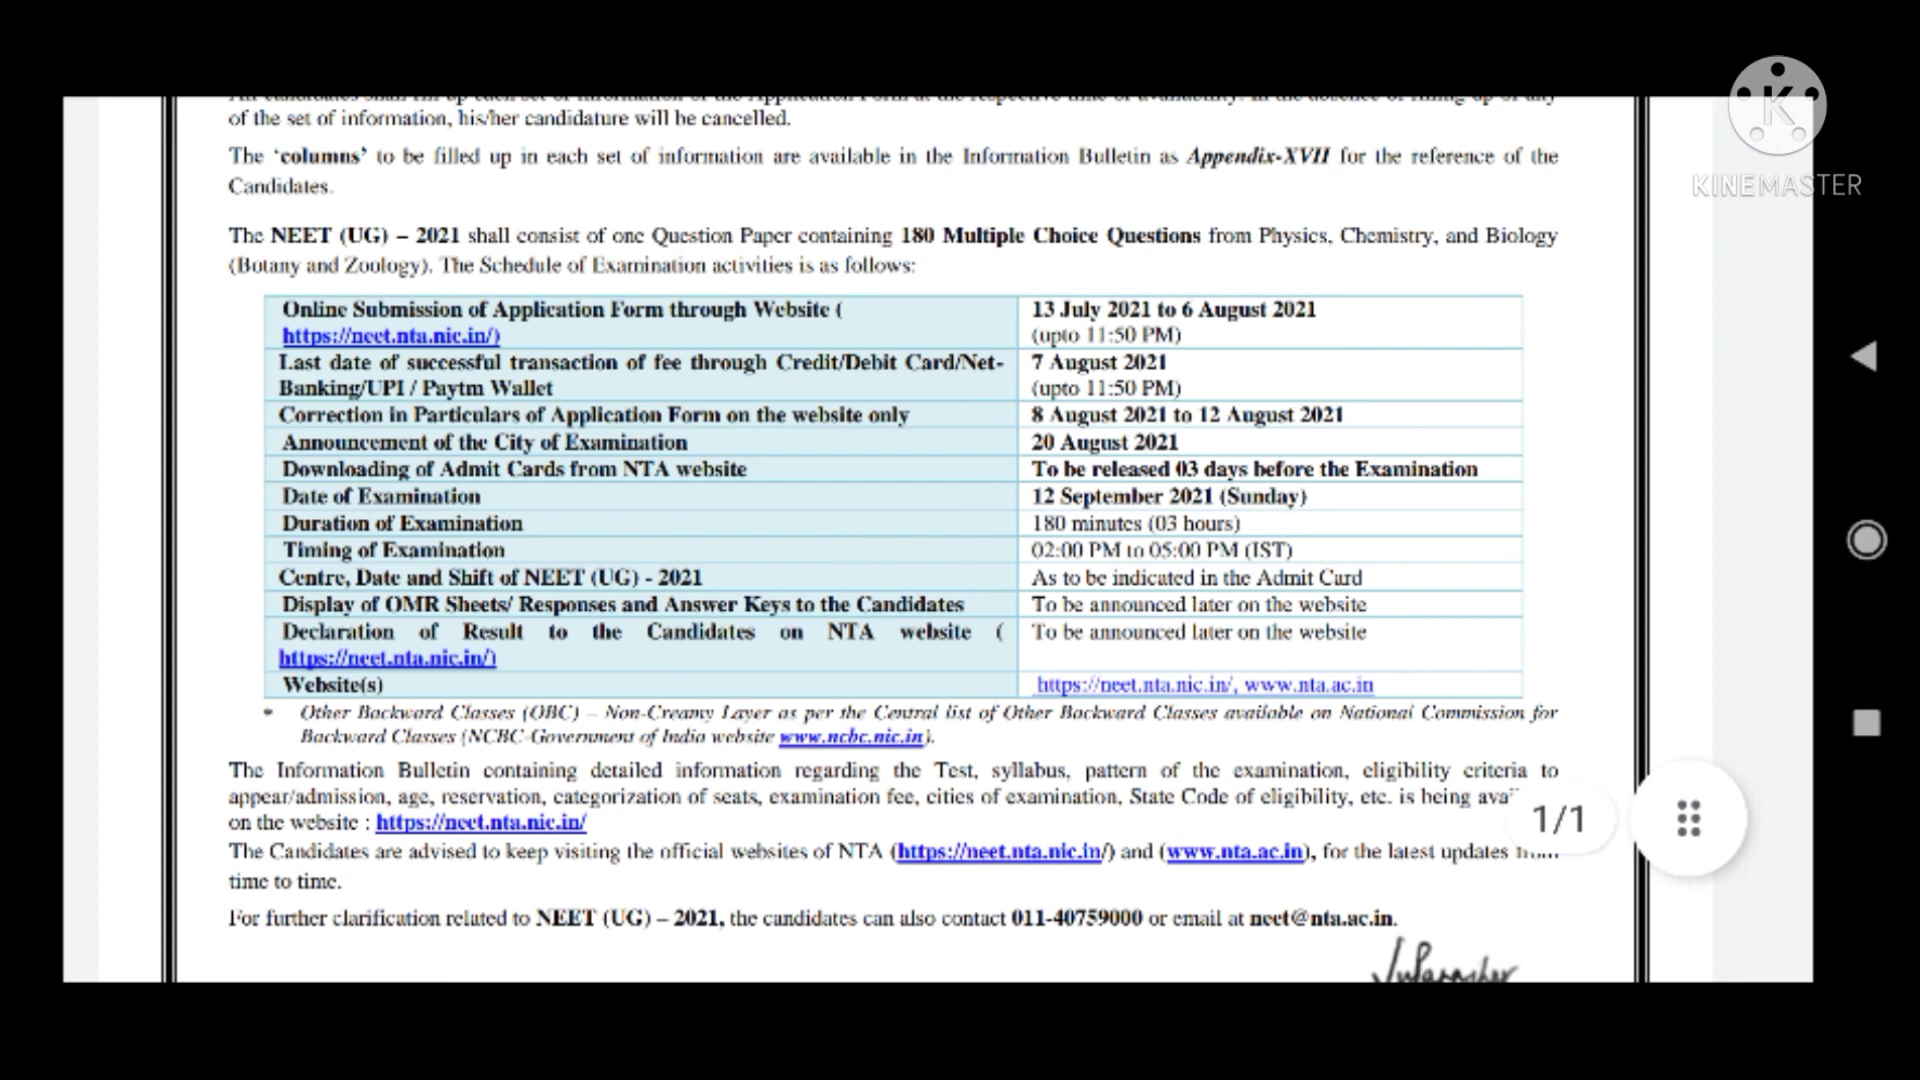 of the set of information, his/her candidature will be cancelled.
The ‘columns’ to be filled up in each set of information are available in the Information Bulletin as Appendix-XVII for the reference of the
Candidates.
The NEET (UG) – 2021 shall consist of one Question Paper containing 180 Multiple Choice Questions from Physics, Chemistry, and Biology
(Botany and Zoology). The Schedule of Examination activities is as follows:
Online Submission of Application Form through Website ( 13 July 2021 to 6 August 2021
https://neet.nta.nic.in/) (upto 11:50 PM)
Last date of successful transaction of fee through Credit/Debit Card/Net- 7 August 2021
Banking/UPI / Paytm Wallet (upto 11:50 PM)
Correction in Particulars of Application Form on the website only 8 August 2021 to 12 August 2021
Announcement of the City of Examination 20 August 2021
Downloading of Admit Cards from NTA website To be released 03 days before the Examination
Date of Examination 12 September 2021 (Sunday)
Duration of Examination 180 minutes (03 hours)
Timing of Examination 02:00 PM to 05:00 PM (IST)
Centre, Date and Shift of NEET (UG) - 2021 As to be indicated in the Admit Card
Display of OMR Sheets/ Responses and Answer Keys to the Candidates To be announced later on the website
Declaration of Result to the Candidates on NTA website ( To be announced later on the website
https://neet.nta.nic.in/)
Website(s) https://neet.nta.nic.in/, www.nta.ac.in
* Other Backward Classes (OBC) – Non-Creamy Layer as per the Central list of Other Backward Classes available on National Commission for
Backward Classes (NCBC-Government of India website www.ncbc.nic.in).
The Information Bulletin containing detailed information regarding the Test, syllabus, pattern of the examination, eligibility criteria to
appear/admission, age, reservation, categorization of seats, examination fee, cities of examination, State Code of eligibility, etc. is being
on the website : https://neet.nta.nic.in/
The Candidates are advised to keep visiting the official websites of NTA (https://neet.nta.nic.in/) and (www.nta.ac.in), for the latest updates
time to time.
For further clarification related to NEET (UG) – 2021, the candidates can also contact 011-40759000 or email at neet@nta.ac.in.
1/1
K
KINEMASTER